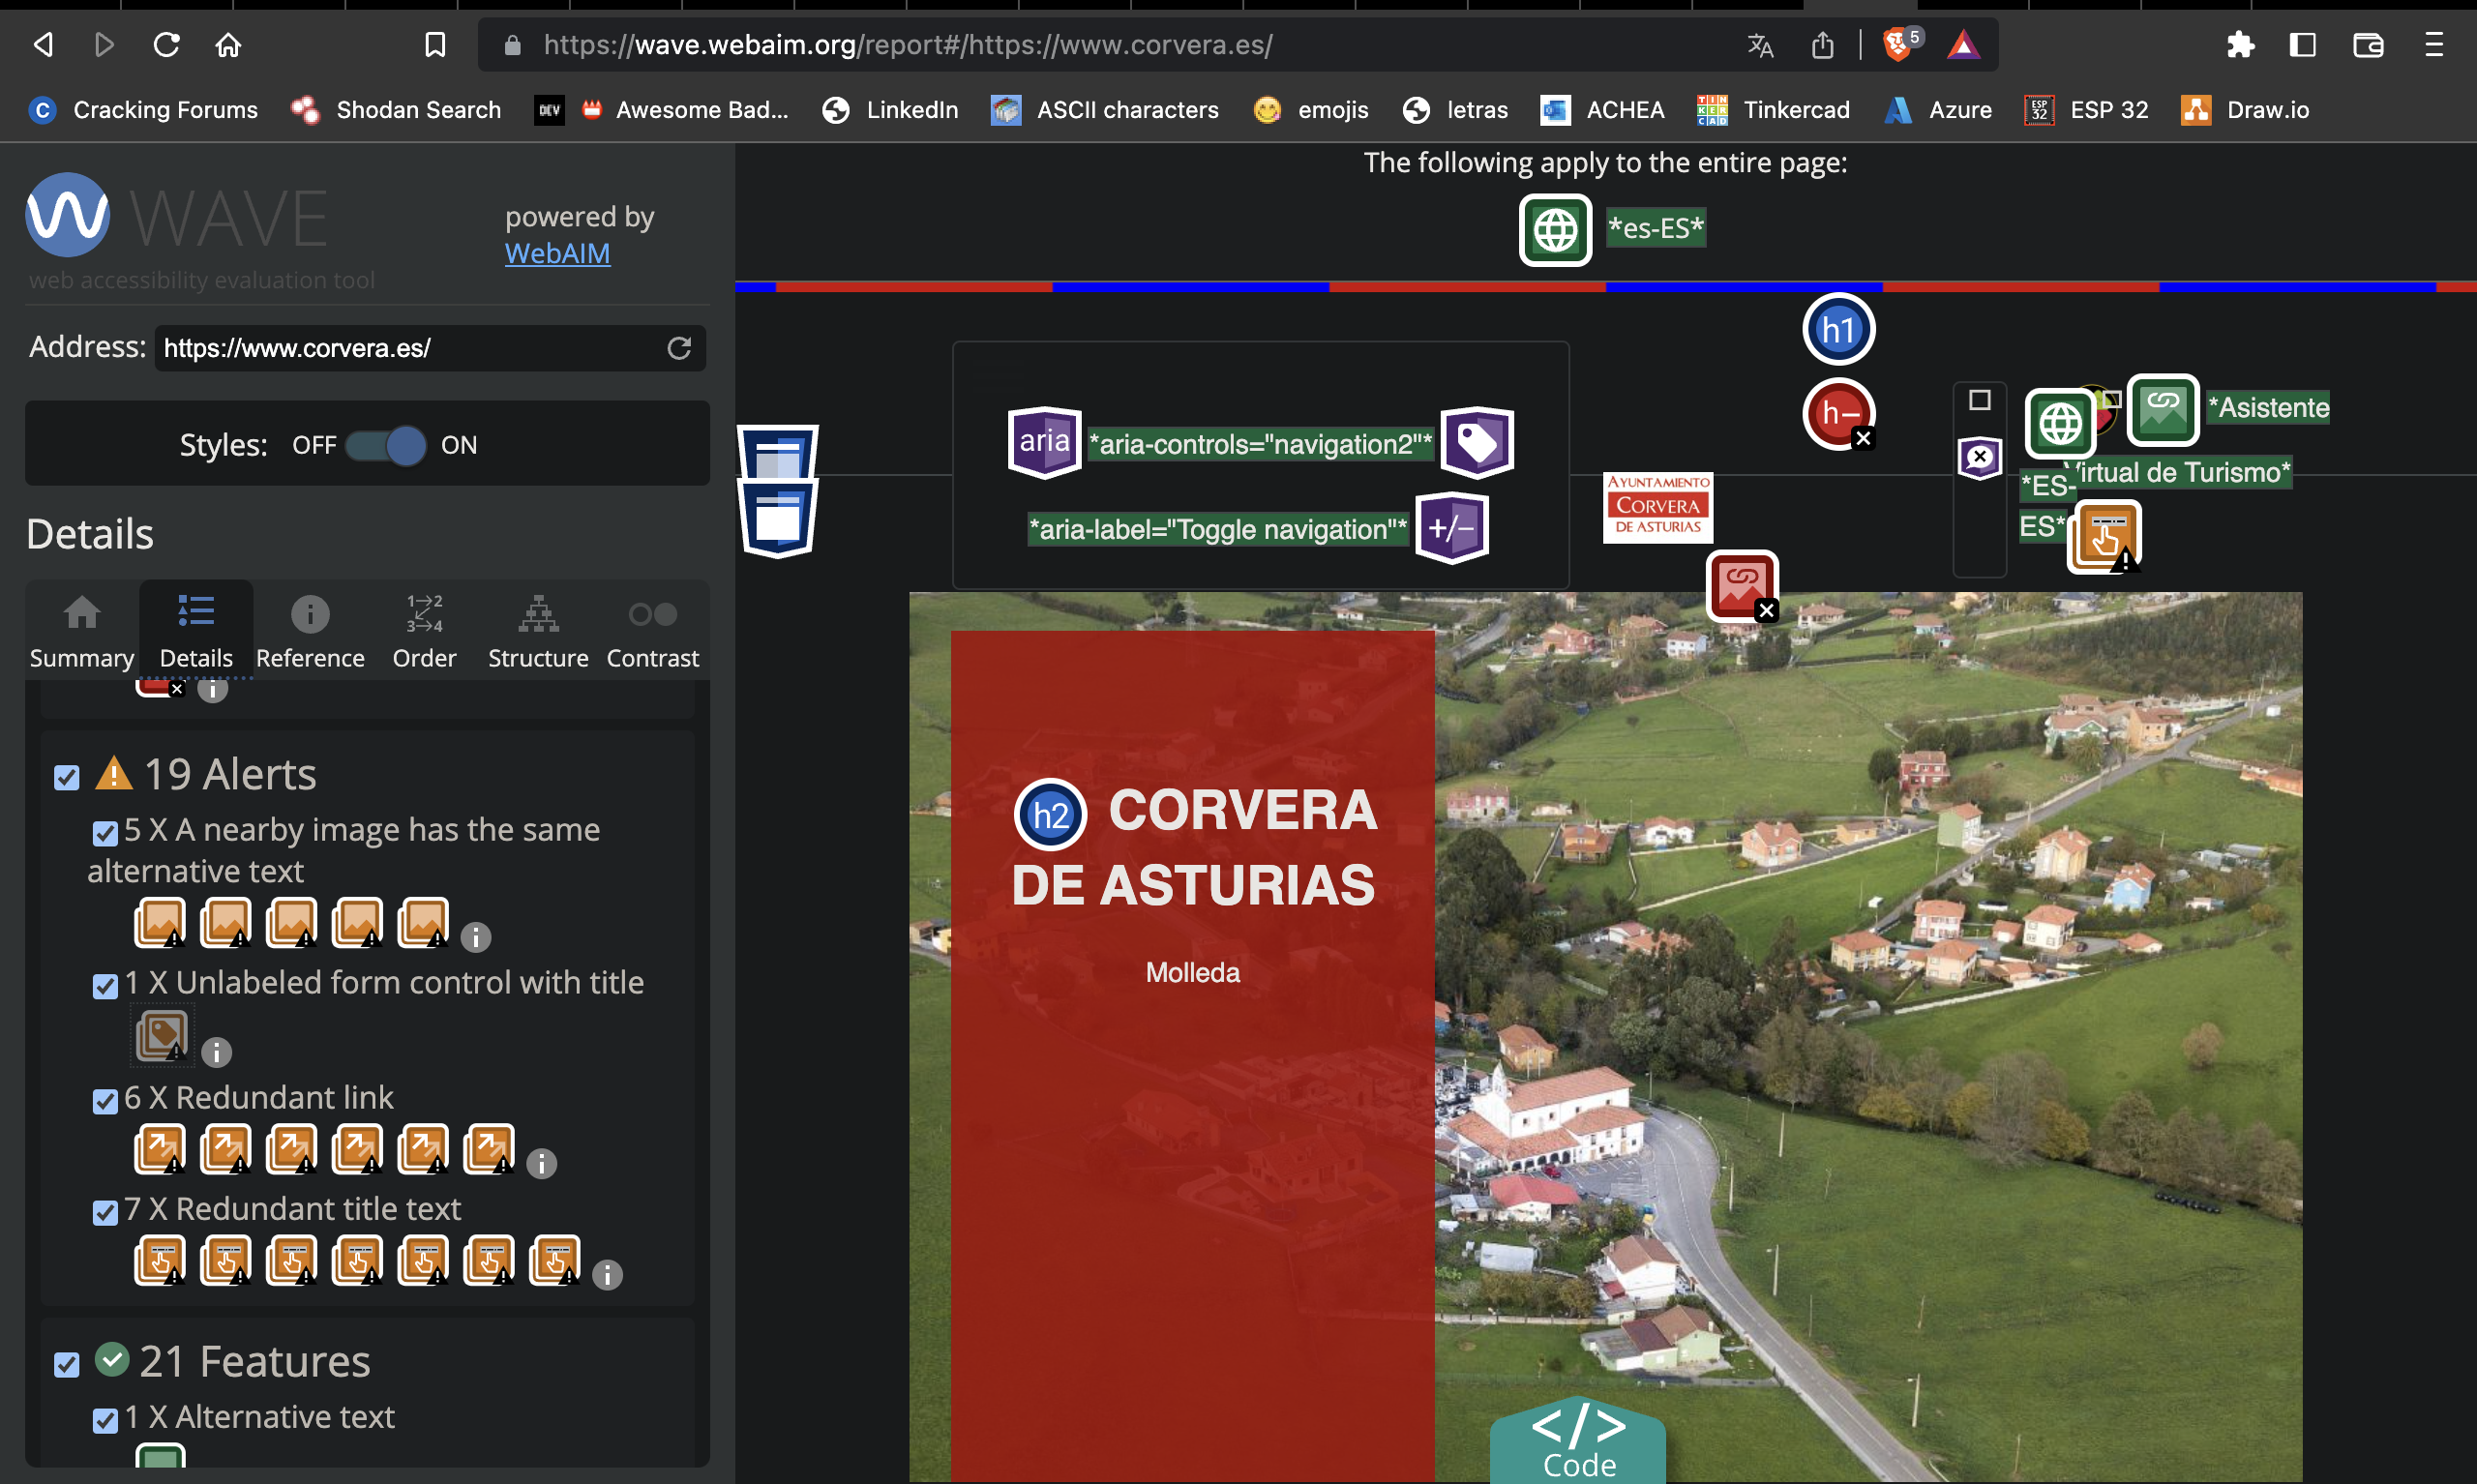 https://wave.webaim.org/report#/https://www.corvera.es/
5
Cracking Forums
Shodan Search
DEV
Awesome Bad...
LinkedIn
ASCII characters
emojis
letras
ACHEA
Tinkercad
Azure
ESP 32
Draw.io
WAVE
web accessibility evaluation tool
powered by
WebAIM
Address: https://www.corvera.es/
Styles: OFF ON
Details
Summary
Details
Reference
Order
Structure
Contrast
19 Alerts
5 X A nearby image has the same
alternative text
1 X Unlabeled form control with title
6 X Redundant link
7 X Redundant title text
21 Features
1 X Alternative text
The following apply to the entire page:
*es-ES*
h1
h–
aria *aria-controls="navigation2"*
*aria-label="Toggle navigation"* +/–
AYUNTAMIENTO
CORVERA
DE ASTURIAS
*Asistente
Virtual de Turismo*
*ES-
ES*
h2 CORVERA
DE ASTURIAS
Molleda
</>
Code